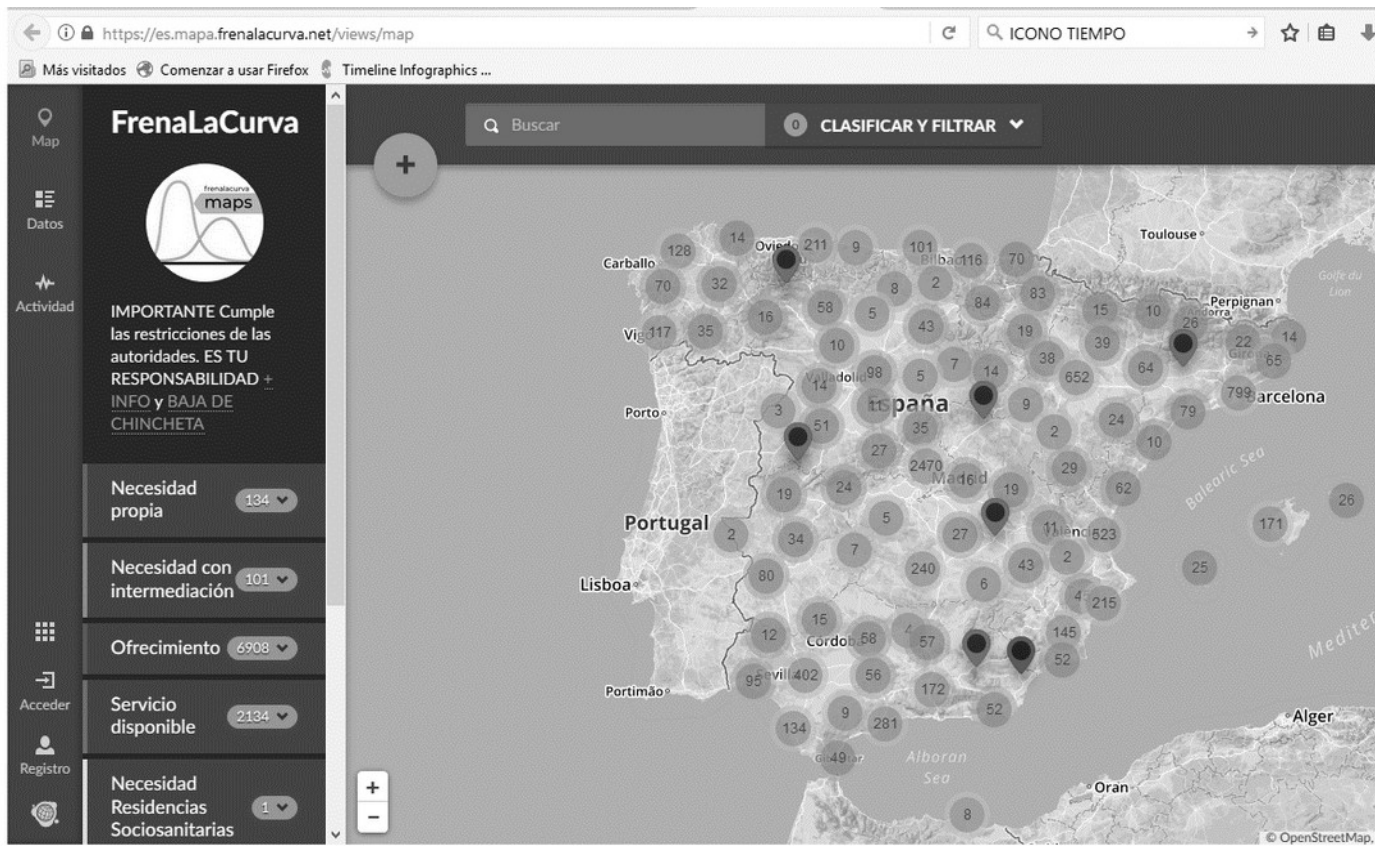 https://es.mapa.frenalacurva.net/views/map
ICONO TIEMPO
Más visitados
Comenzar a usar Firefox
Timeline Infographics ...
Map
Datos
Actividad
Acceder
Registro
FrenaLaCurva
frenalacurva
maps
IMPORTANTE Cumple
las restricciones de las
autoridades. ES TU
RESPONSABILIDAD +
INFO y BAJA DE
CHINCHETA
Necesidad
propia
134
Necesidad con
intermediación
101
Ofrecimiento 6908
Servicio
disponible
2134
Necesidad
Residencias
Sociosanitarias
1
Buscar
0 CLASIFICAR Y FILTRAR
Toulouse
Golfe du
Lion
128
14
211
9
101
116
70
Carballo
70
32
8
2
84
83
Perpignan
Andorra
58
5
16
15
10
26
117
35
43
19
39
22
14
10
38
64
65
98
5
7
14
652
Valladolid
14
799
Barcelona
España
3
11
9
79
Porto
51
35
2
24
10
27
2470
Madrid
16
19
29
62
Balearic Sea
19
24
26
171
Portugal
5
2
34
7
27
11
523
240
43
2
25
80
6
Lisboa
215
15
12
Córdoba
68
57
145
52
Sevilla
95
402
56
172
Portimão
9
281
52
134
49
Alboran
Sea
Alger
Oran
8
+
−
© OpenStreetMap,